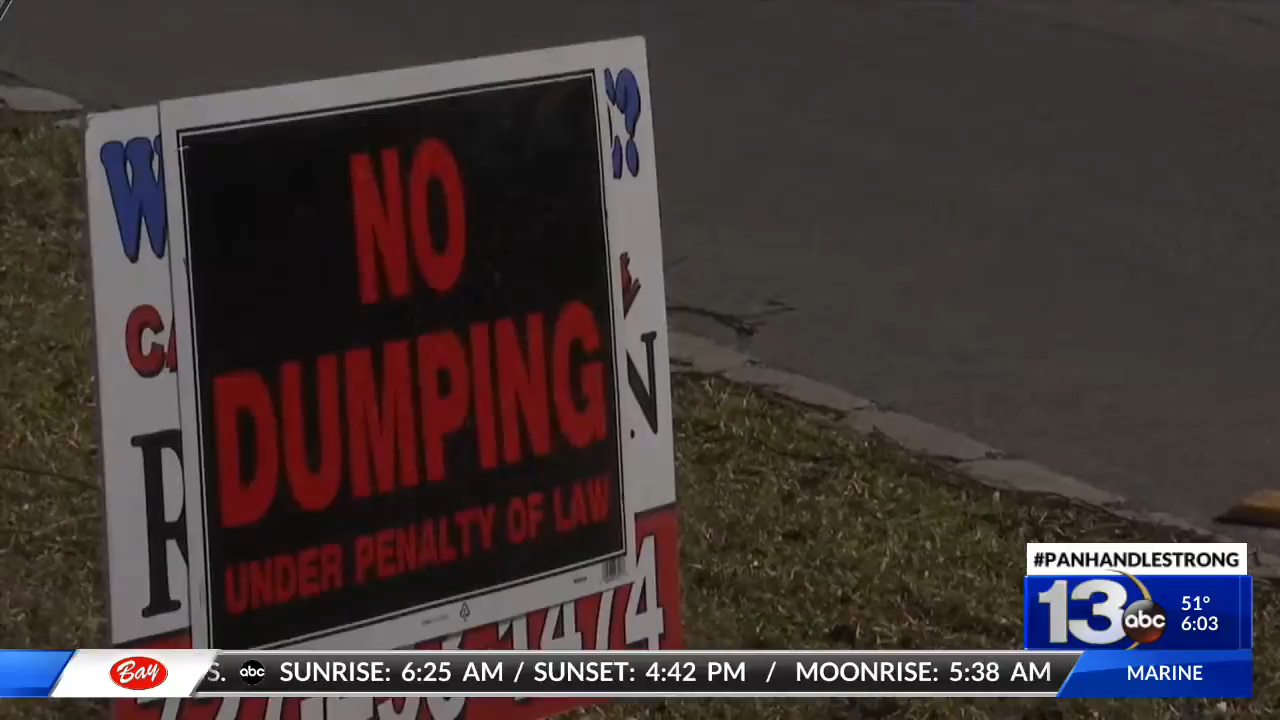 NO
DUMPING
UNDER PENALTY OF LAW
#PANHANDLESTRONG
13 abc
51°
6:03
Bay
S. abc SUNRISE: 6:25 AM / SUNSET: 4:42 PM / MOONRISE: 5:38 AM
MARINE